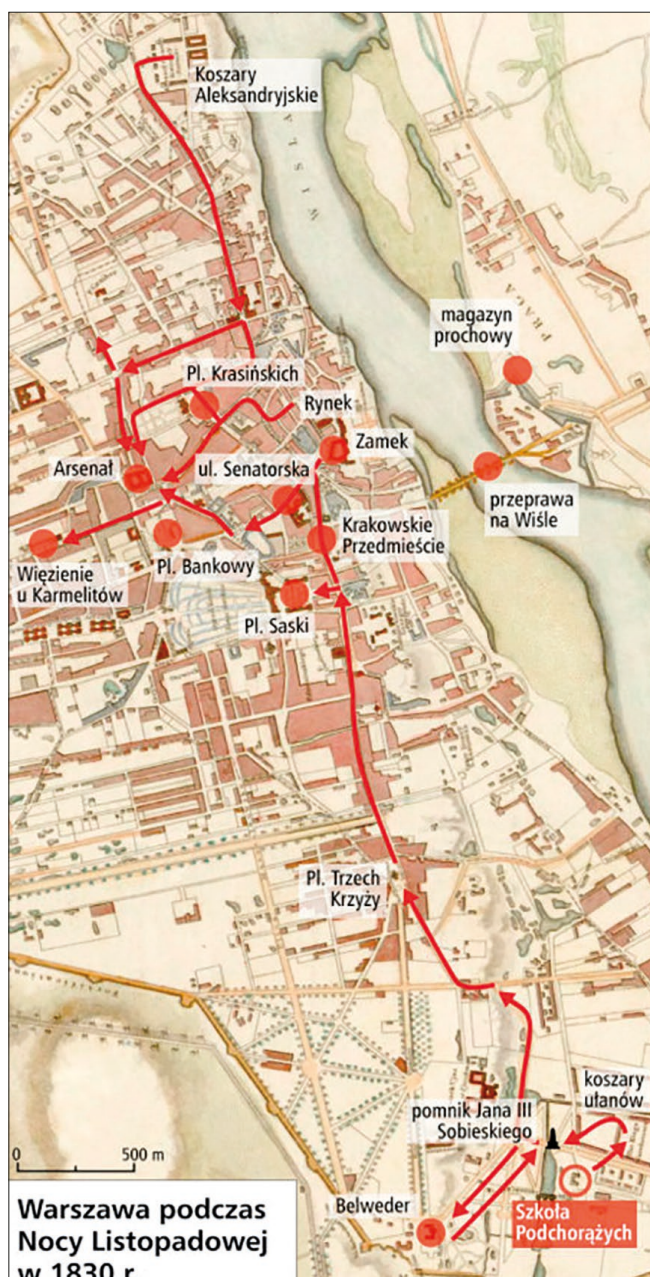 Koszary
Aleksandryjskie
WISŁA
PRAGA
magazyn
prochowy
Pl. Krasińskich
Rynek
Zamek
Arsenał
ul. Senatorska
przeprawa
na Wiśle
Krakowskie
Przedmieście
Więzienie
u Karmelitów
Pl. Bankowy
Pl. Saski
Pl. Trzech
Krzyży
koszary
ułanów
pomnik Jana III
Sobieskiego
0
500 m
Belweder
Szkoła
Podchorążych
Warszawa podczas
Nocy Listopadowej
w 1830 r.